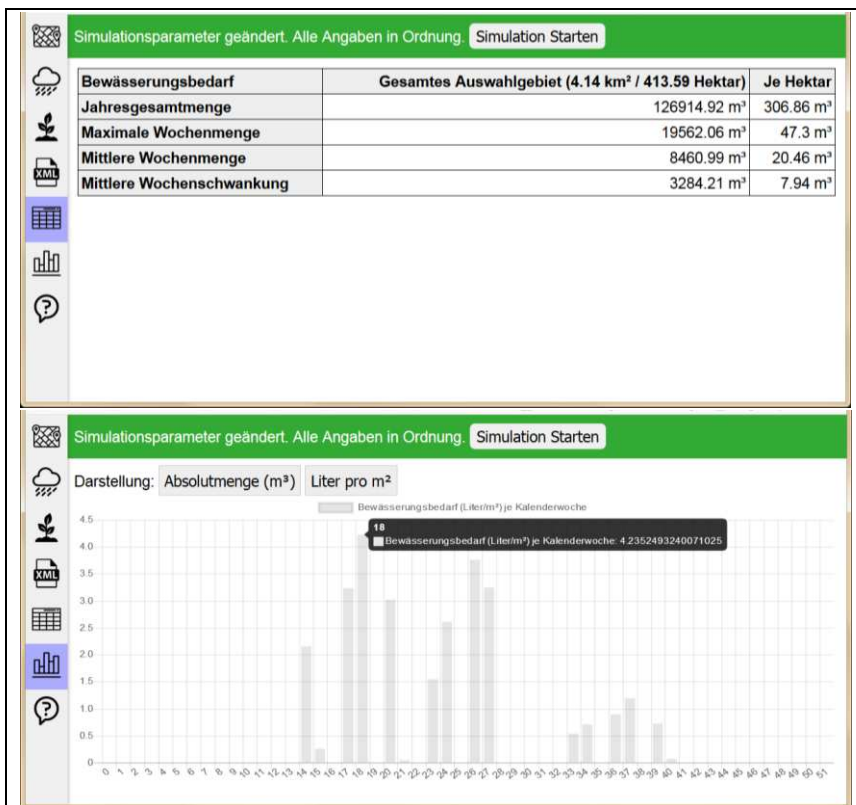 Simulationsparameter geändert. Alle Angaben in Ordnung. Simulation Starten
Bewässerungsbedarf Gesamtes Auswahlgebiet (4.14 km² / 413.59 Hektar) Je Hektar
Jahresgesamtmenge 126914.92 m³ 306.86 m³
Maximale Wochenmenge 19562.06 m³ 47.3 m³
Mittlere Wochenmenge 8460.99 m³ 20.46 m³
Mittlere Wochenschwankung 3284.21 m³ 7.94 m³
XML
Simulationsparameter geändert. Alle Angaben in Ordnung. Simulation Starten
Darstellung: Absolutmenge (m³) Liter pro m²
Bewässerungsbedarf (Liter/m²) je Kalenderwoche
4.5
18
Bewässerungsbedarf (Liter/m²) je Kalenderwoche: 4.2352493240071025
4.0
3.5
XML
3.0
2.5
2.0
1.5
1.0
0.5
0
0 1 2 3 4 5 6 7 8 9 10 11 12 13 14 15 16 17 18 19 20 21 22 23 24 25 26 27 28 29 30 31 32 33 34 35 36 37 38 39 40 41 42 43 44 45 46 47 48 49 50 51